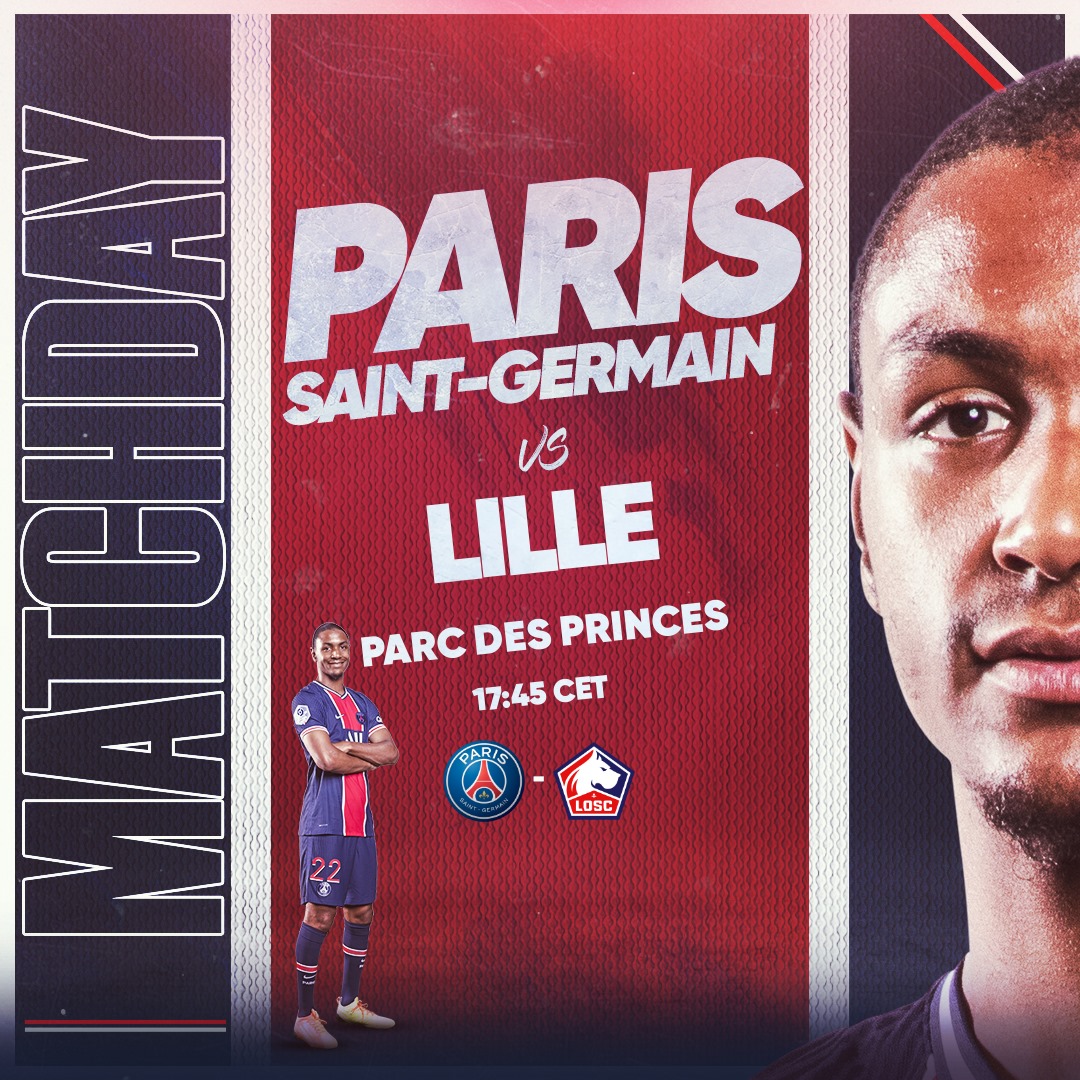 MATCHDAY
PARIS
SAINT-GERMAIN
VS
LILLE
PARC DES PRINCES
17:45 CET
PARIS
SAINT-GERMAIN
-
LOSC
22